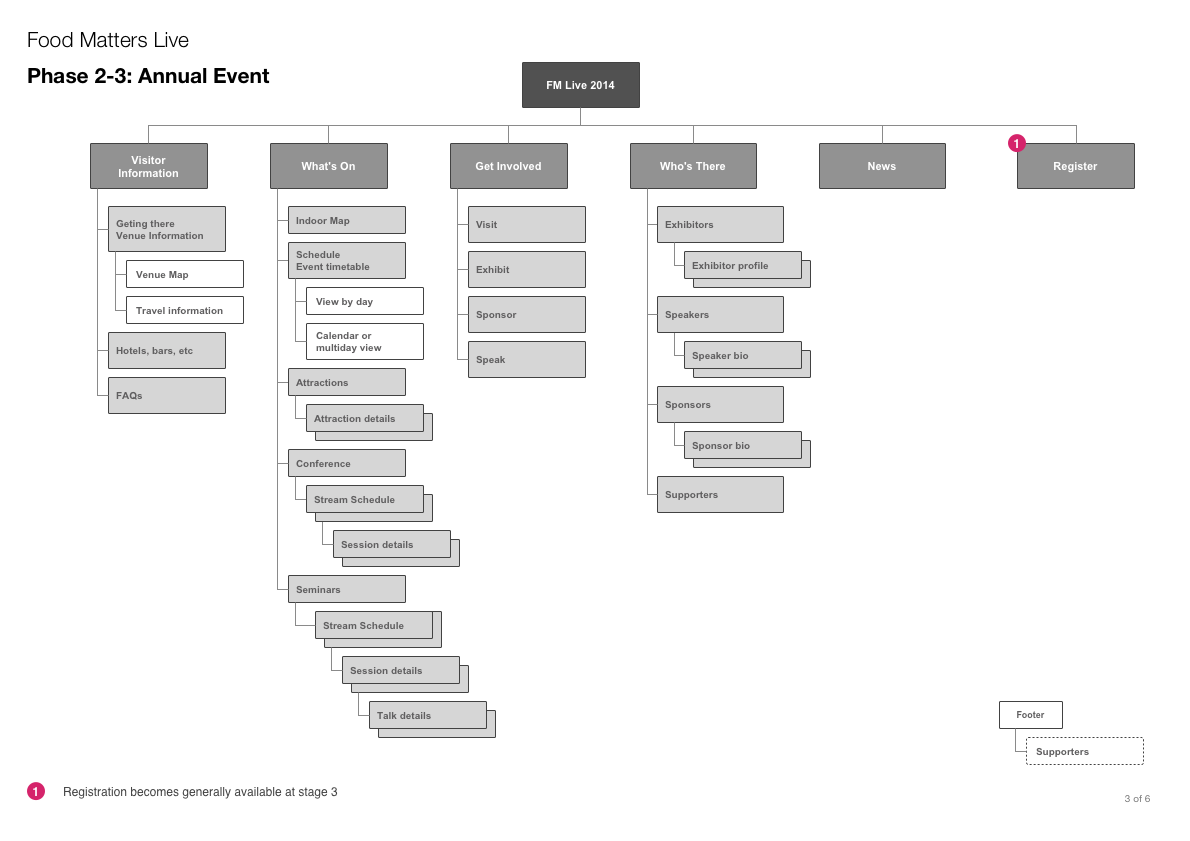 Food Matters Live
Phase 2-3: Annual Event
FM Live 2014
Visitor
Information
What's On
Get Involved
Who's There
News
1
Register
Geting there
Venue Information
Venue Map
Travel information
Hotels, bars, etc
FAQs
Indoor Map
Schedule
Event timetable
View by day
Calendar or
multiday view
Attractions
Attraction details
Conference
Stream Schedule
Session details
Seminars
Stream Schedule
Session details
Talk details
Visit
Exhibit
Sponsor
Speak
Exhibitors
Exhibitor profile
Speakers
Speaker bio
Sponsors
Sponsor bio
Supporters
Footer
Supporters
1 Registration becomes generally available at stage 3
3 of 6